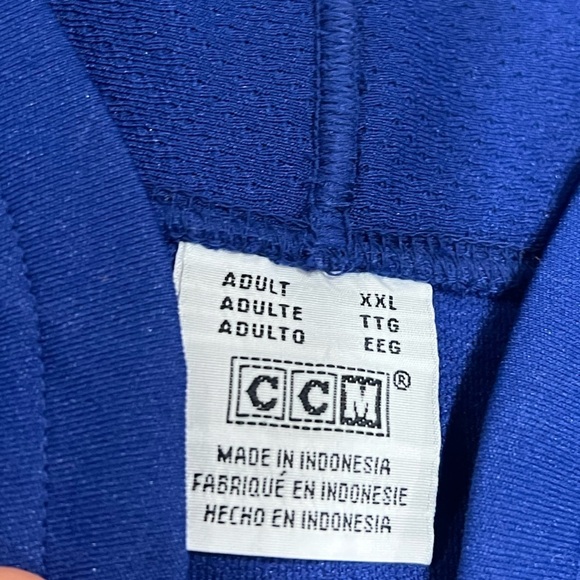 ADULT XXL
ADULTE TTG
ADULTO EEG
CCM®
MADE IN INDONESIA
FABRIQUÉ EN INDONESIE
HECHO EN INDONESIA